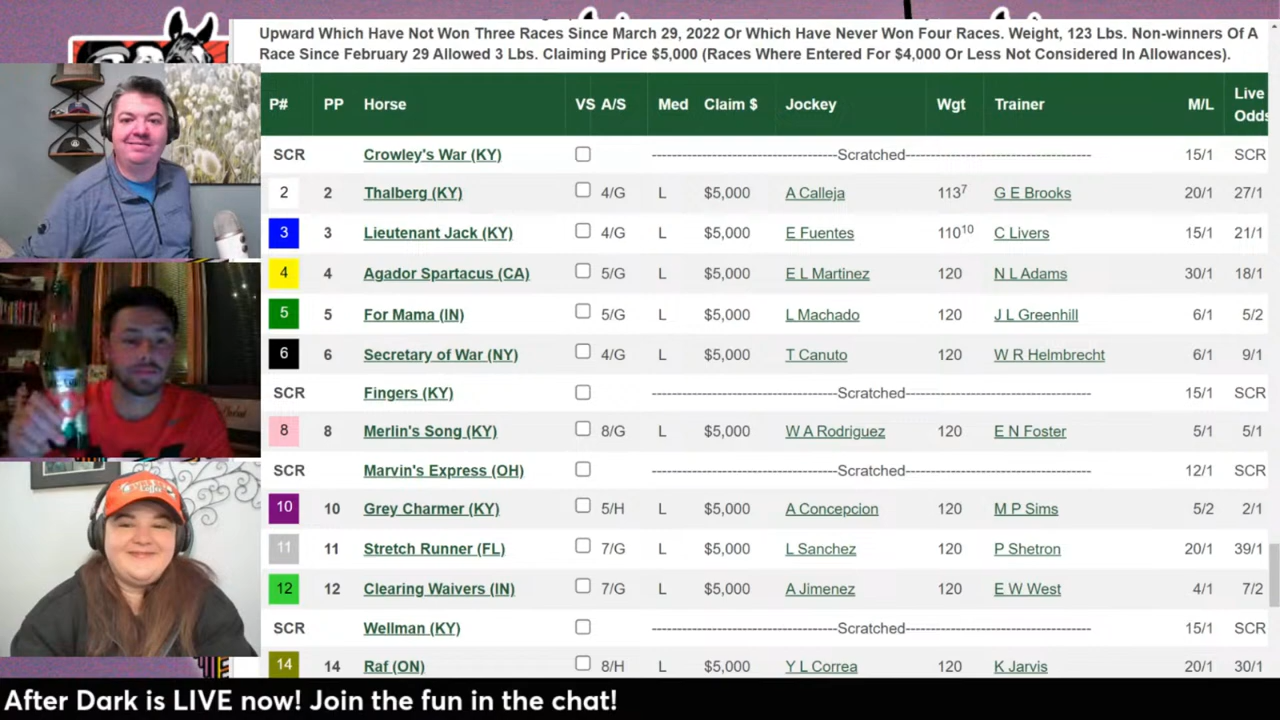 Upward Which Have Not Won Three Races Since March 29, 2022 Or Which Have Never Won Four Races. Weight, 123 Lbs. Non-winners Of A
Race Since February 29 Allowed 3 Lbs. Claiming Price $5,000 (Races Where Entered For $4,000 Or Less Not Considered In Allowances).
P# PP Horse VS A/S Med Claim $ Jockey Wgt Trainer M/L Live Odds
SCR Crowley's War (KY) -------------------------------------Scratched------------------------------------- 15/1 SCR
2 2 Thalberg (KY) 4/G L $5,000 A Calleja 113⁷ G E Brooks 20/1 27/1
3 3 Lieutenant Jack (KY) 4/G L $5,000 E Fuentes 110¹⁰ C Livers 15/1 21/1
4 4 Agador Spartacus (CA) 5/G L $5,000 E L Martinez 120 N L Adams 30/1 18/1
5 5 For Mama (IN) 5/G L $5,000 L Machado 120 J L Greenhill 6/1 5/2
6 6 Secretary of War (NY) 4/G L $5,000 T Canuto 120 W R Helmbrecht 6/1 9/1
SCR Fingers (KY) -------------------------------------Scratched------------------------------------- 15/1 SCR
8 8 Merlin's Song (KY) 8/G L $5,000 W A Rodriguez 120 E N Foster 5/1 5/1
SCR Marvin's Express (OH) -------------------------------------Scratched------------------------------------- 12/1 SCR
10 10 Grey Charmer (KY) 5/H L $5,000 A Concepcion 120 M P Sims 5/2 2/1
11 11 Stretch Runner (FL) 7/G L $5,000 L Sanchez 120 P Shetron 20/1 39/1
12 12 Clearing Waivers (IN) 7/G L $5,000 A Jimenez 120 E W West 4/1 7/2
SCR Wellman (KY) -------------------------------------Scratched------------------------------------- 15/1 SCR
14 14 Raf (ON) 8/H L $5,000 Y L Correa 120 K Jarvis 20/1 30/1
After Dark is LIVE now! Join the fun in the chat!